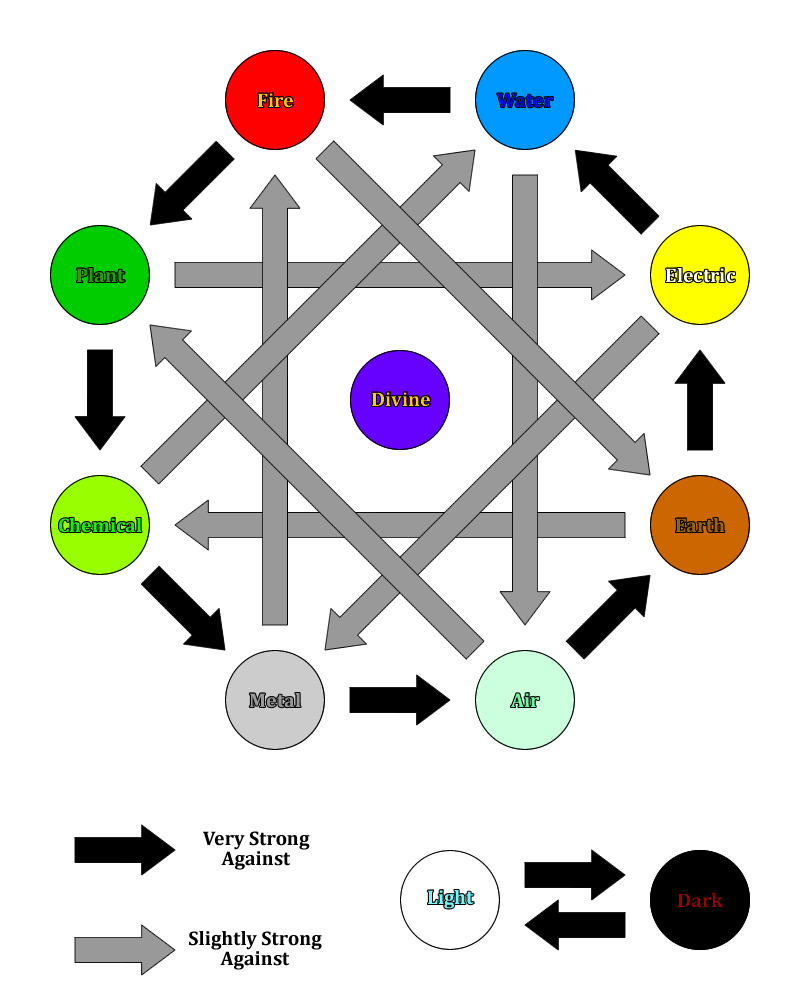 Fire
Water
Plant
Electric
Divine
Chemical
Earth
Metal
Air
Very Strong
Against
Light
Dark
Slightly Strong
Against